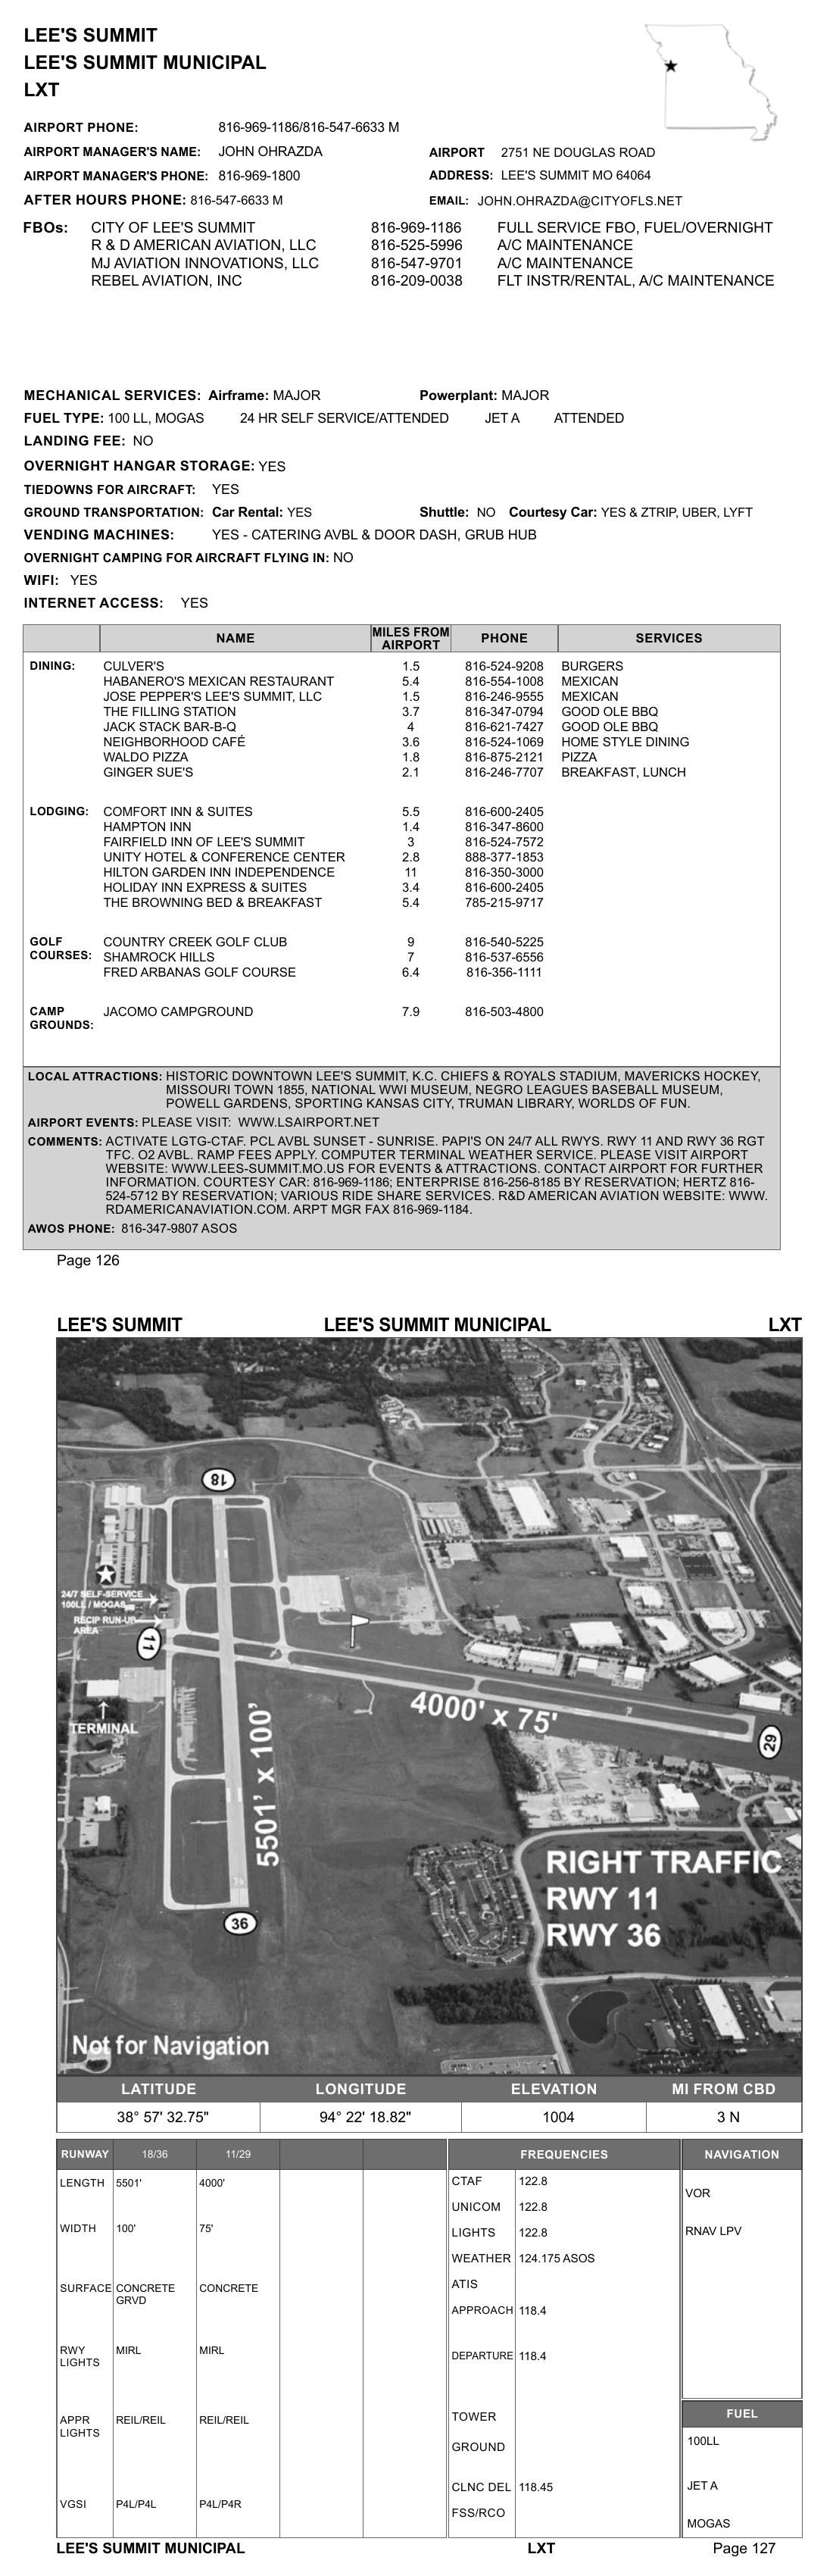 LEE'S SUMMIT
LEE'S SUMMIT MUNICIPAL
LXT
AIRPORT PHONE: 816-969-1186/816-547-6633 M
AIRPORT MANAGER'S NAME: JOHN OHRAZDA AIRPORT 2751 NE DOUGLAS ROAD
AIRPORT MANAGER'S PHONE: 816-969-1800 ADDRESS: LEE'S SUMMIT MO 64064
AFTER HOURS PHONE: 816-547-6633 M EMAIL: JOHN.OHRAZDA@CITYOFLS.NET
FBOs: CITY OF LEE'S SUMMIT 816-969-1186 FULL SERVICE FBO, FUEL/OVERNIGHT
R & D AMERICAN AVIATION, LLC 816-525-5996 A/C MAINTENANCE
MJ AVIATION INNOVATIONS, LLC 816-547-9701 A/C MAINTENANCE
REBEL AVIATION, INC 816-209-0038 FLT INSTR/RENTAL, A/C MAINTENANCE
MECHANICAL SERVICES: Airframe: MAJOR Powerplant: MAJOR
FUEL TYPE: 100 LL, MOGAS 24 HR SELF SERVICE/ATTENDED JET A ATTENDED
LANDING FEE: NO
OVERNIGHT HANGAR STORAGE: YES
TIEDOWNS FOR AIRCRAFT: YES
GROUND TRANSPORTATION: Car Rental: YES Shuttle: NO Courtesy Car: YES & ZTRIP, UBER, LYFT
VENDING MACHINES: YES - CATERING AVBL & DOOR DASH, GRUB HUB
OVERNIGHT CAMPING FOR AIRCRAFT FLYING IN: NO
WIFI: YES
INTERNET ACCESS: YES
NAME MILES FROM AIRPORT PHONE SERVICES
DINING: CULVER'S 1.5 816-524-9208 BURGERS
HABANERO'S MEXICAN RESTAURANT 5.4 816-554-1008 MEXICAN
JOSE PEPPER'S LEE'S SUMMIT, LLC 1.5 816-246-9555 MEXICAN
THE FILLING STATION 3.7 816-347-0794 GOOD OLE BBQ
JACK STACK BAR-B-Q 4 816-621-7427 GOOD OLE BBQ
NEIGHBORHOOD CAFÉ 3.6 816-524-1069 HOME STYLE DINING
WALDO PIZZA 1.8 816-875-2121 PIZZA
GINGER SUE'S 2.1 816-246-7707 BREAKFAST, LUNCH
LODGING: COMFORT INN & SUITES 5.5 816-600-2405
HAMPTON INN 1.4 816-347-8600
FAIRFIELD INN OF LEE'S SUMMIT 3 816-524-7572
UNITY HOTEL & CONFERENCE CENTER 2.8 888-377-1853
HILTON GARDEN INN INDEPENDENCE 11 816-350-3000
HOLIDAY INN EXPRESS & SUITES 3.4 816-600-2405
THE BROWNING BED & BREAKFAST 5.4 785-215-9717
GOLF COURSES: COUNTRY CREEK GOLF CLUB 9 816-540-5225
SHAMROCK HILLS 7 816-537-6556
FRED ARBANAS GOLF COURSE 6.4 816-356-1111
CAMP GROUNDS: JACOMO CAMPGROUND 7.9 816-503-4800
LOCAL ATTRACTIONS: HISTORIC DOWNTOWN LEE'S SUMMIT, K.C. CHIEFS & ROYALS STADIUM, MAVERICKS HOCKEY,
MISSOURI TOWN 1855, NATIONAL WWI MUSEUM, NEGRO LEAGUES BASEBALL MUSEUM,
POWELL GARDENS, SPORTING KANSAS CITY, TRUMAN LIBRARY, WORLDS OF FUN.
AIRPORT EVENTS: PLEASE VISIT: WWW.LSAIRPORT.NET
COMMENTS: ACTIVATE LGTG-CTAF. PCL AVBL SUNSET - SUNRISE. PAPI'S ON 24/7 ALL RWYS. RWY 11 AND RWY 36 RGT
TFC. O2 AVBL. RAMP FEES APPLY. COMPUTER TERMINAL WEATHER SERVICE. PLEASE VISIT AIRPORT
WEBSITE: WWW.LEES-SUMMIT.MO.US FOR EVENTS & ATTRACTIONS. CONTACT AIRPORT FOR FURTHER
INFORMATION. COURTESY CAR: 816-969-1186; ENTERPRISE 816-256-8185 BY RESERVATION; HERTZ 816-
524-5712 BY RESERVATION; VARIOUS RIDE SHARE SERVICES. R&D AMERICAN AVIATION WEBSITE: WWW.
RDAMERICANAVIATION.COM. ARPT MGR FAX 816-969-1184.
AWOS PHONE: 816-347-9807 ASOS
Page 126
LEE'S SUMMIT LEE'S SUMMIT MUNICIPAL LXT
18
24/7 SELF-SERVICE
100LL / MOGAS
RECIP RUN-UP
AREA
11
TERMINAL
4000' x 75'
29
5501' x 100'
36
36
RIGHT TRAFFIC
RWY 11
RWY 36
Not for Navigation
LATITUDE LONGITUDE ELEVATION MI FROM CBD
38° 57' 32.75" 94° 22' 18.82" 1004 3 N
RUNWAY 18/36 11/29
LENGTH 5501' 4000'
WIDTH 100' 75'
SURFACE CONCRETE GRVD CONCRETE
RWY LIGHTS MIRL MIRL
APPR LIGHTS REIL/REIL REIL/REIL
VGSI P4L/P4L P4L/P4R
FREQUENCIES
CTAF 122.8
UNICOM 122.8
LIGHTS 122.8
WEATHER 124.175 ASOS
ATIS
APPROACH 118.4
DEPARTURE 118.4
TOWER
GROUND
CLNC DEL 118.45
FSS/RCO
NAVIGATION
VOR
RNAV LPV
FUEL
100LL
JET A
MOGAS
LEE'S SUMMIT MUNICIPAL LXT Page 127